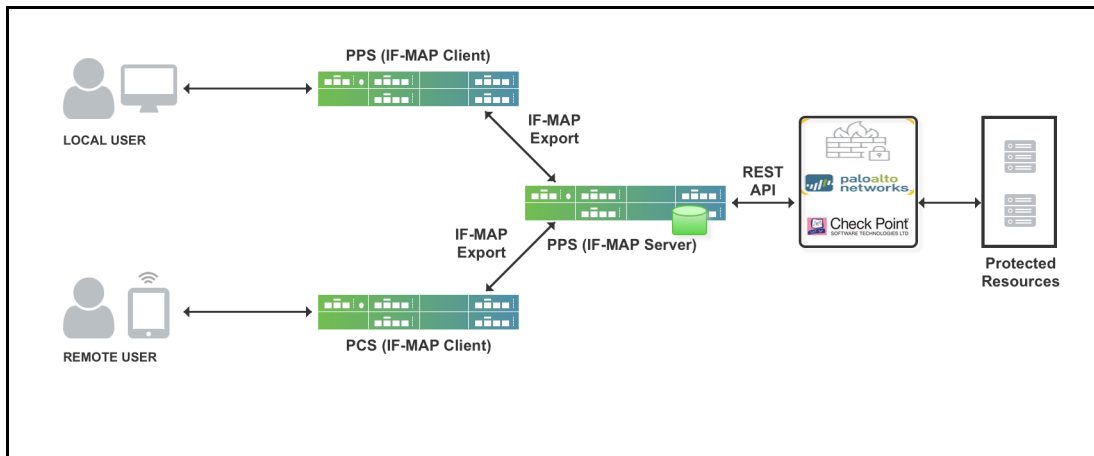 PPS (IF-MAP Client)
LOCAL USER
IF-MAP
Export
REST
API
paloalto
networks
Check Point
SOFTWARE TECHNOLOGIES LTD
IF-MAP
Export
PPS (IF-MAP Server)
Protected
Resources
REMOTE USER
PCS (IF-MAP Client)